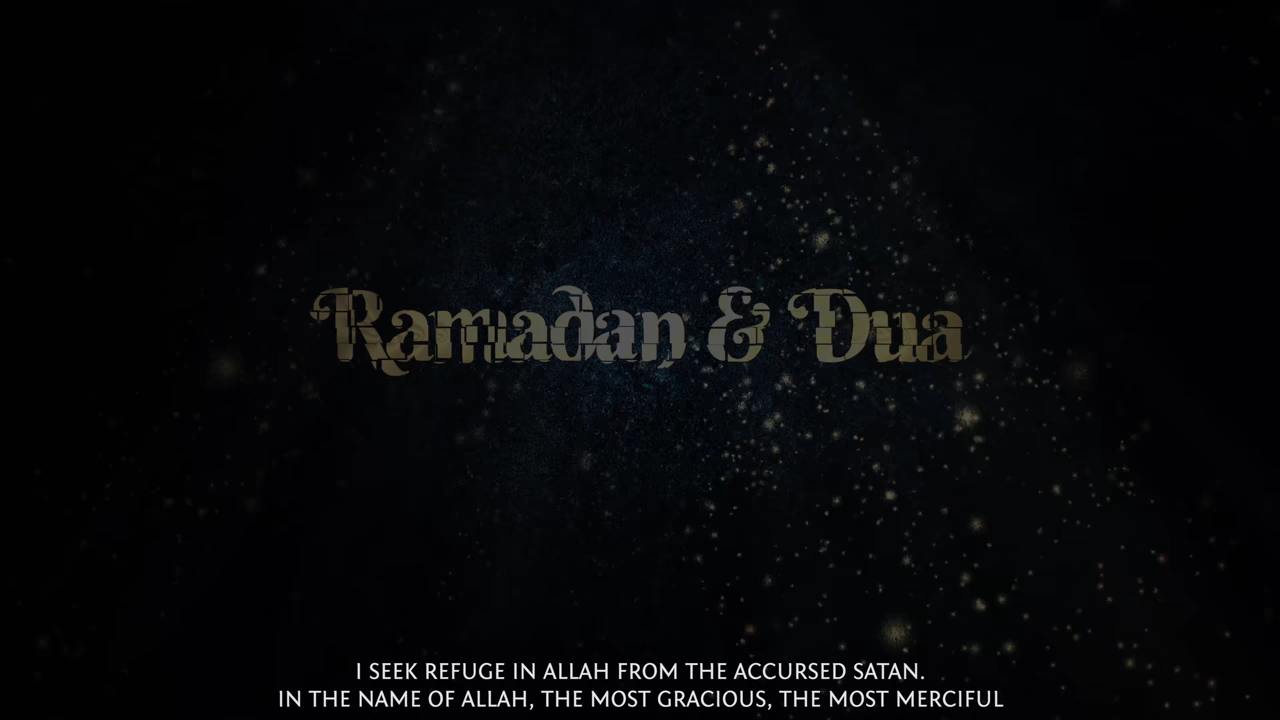 Ramadan & Dua
I SEEK REFUGE IN ALLAH FROM THE ACCURSED SATAN.
IN THE NAME OF ALLAH, THE MOST GRACIOUS, THE MOST MERCIFUL